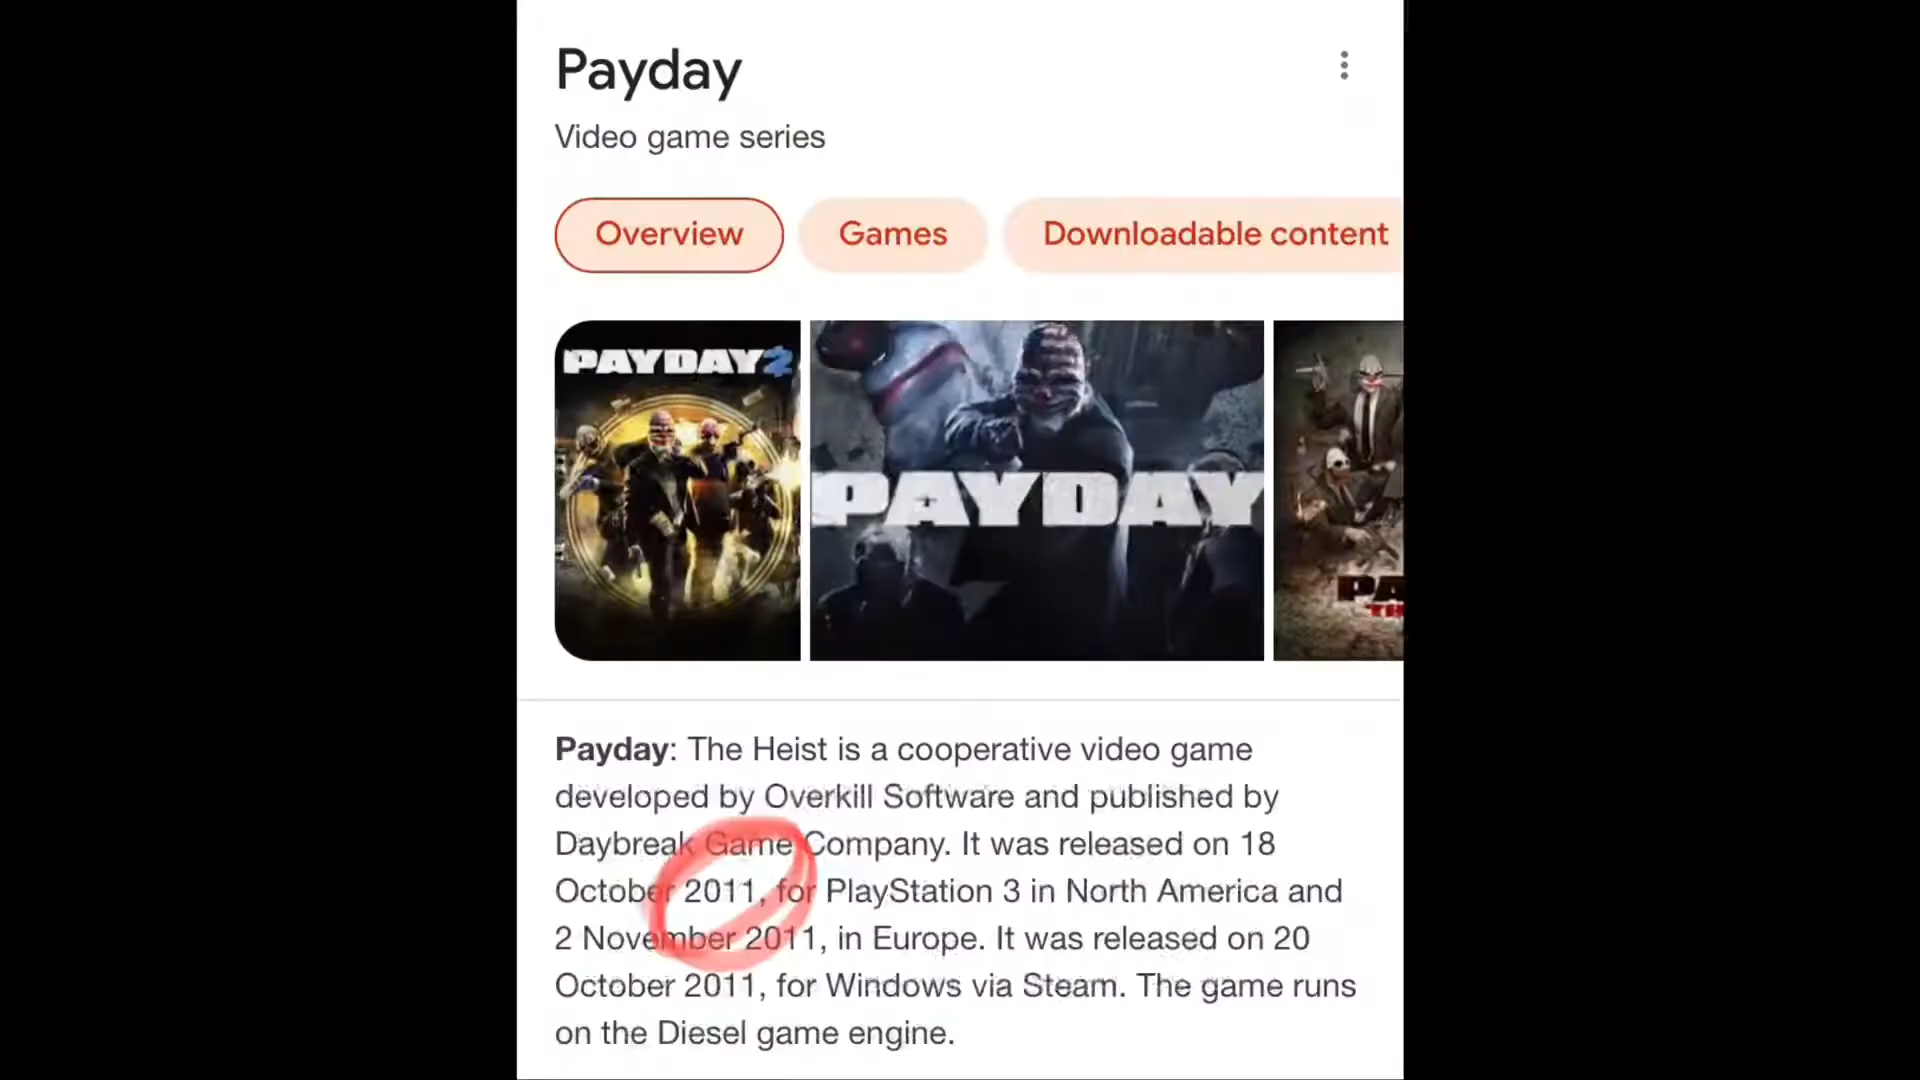 Payday
Video game series
Overview
Games
Downloadable content
PAYDAY 2
PAYDAY
PA
Payday: The Heist is a cooperative video game
developed by Overkill Software and published by
Daybreak Game Company. It was released on 18
October 2011, for PlayStation 3 in North America and
2 November 2011, in Europe. It was released on 20
October 2011, for Windows via Steam. The game runs
on the Diesel game engine.